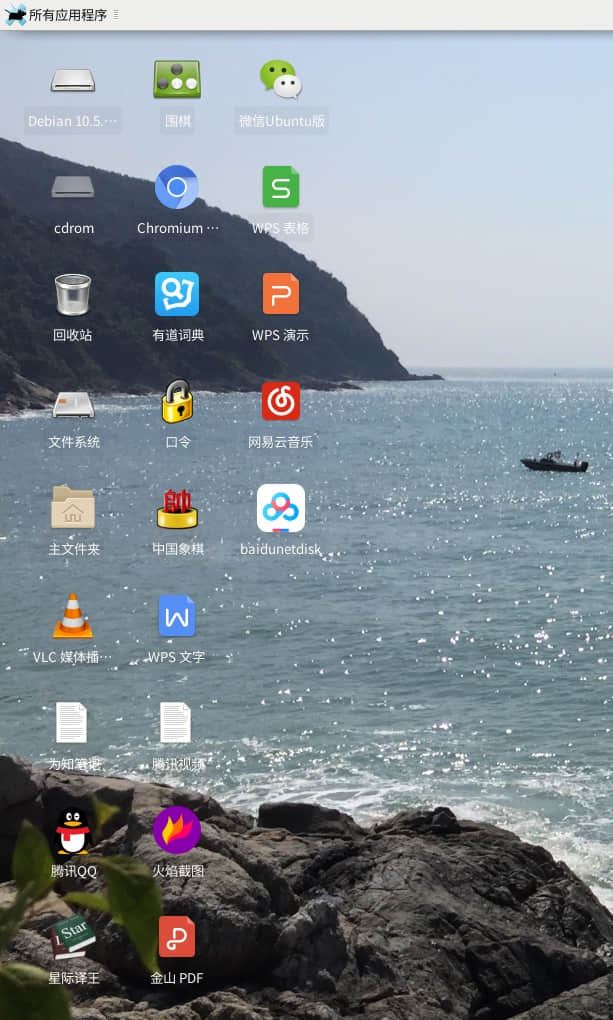 所有应用程序
Debian 10.5.…
围棋
微信Ubuntu版
cdrom
Chromium …
WPS 表格
回收站
有道词典
WPS 演示
文件系统
口令
网易云音乐
主文件夹
中国象棋
baidunetdisk
VLC 媒体播…
WPS 文字
为知笔记
腾讯视频
腾讯QQ
火焰截图
Star
星际译王
金山 PDF